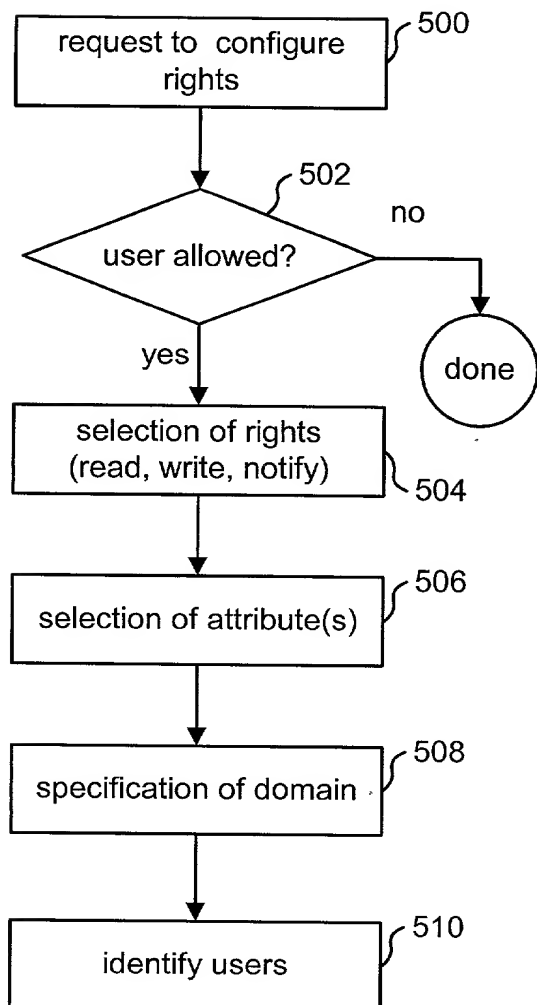 request to configure
rights
500
502
user allowed?
no
yes
done
selection of rights
(read, write, notify)
504
selection of attribute(s)
506
specification of domain
508
identify users
510